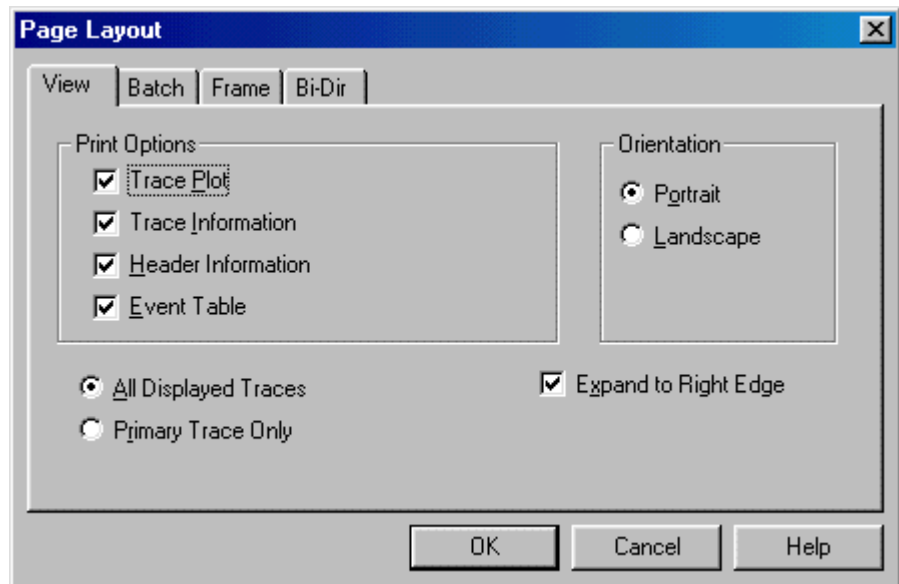 Page Layout
View Batch Frame Bi-Dir
Print Options
Trace Plot
Trace Information
Header Information
Event Table
Orientation
Portrait
Landscape
All Displayed Traces
Primary Trace Only
Expand to Right Edge
OK Cancel Help